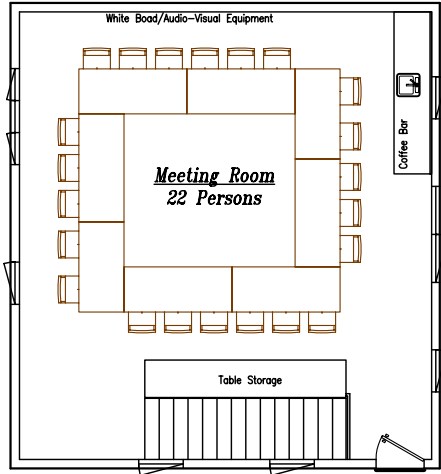 White Boad/Audio-Visual Equipment
Coffee Bar
Meeting Room
22 Persons
Table Storage